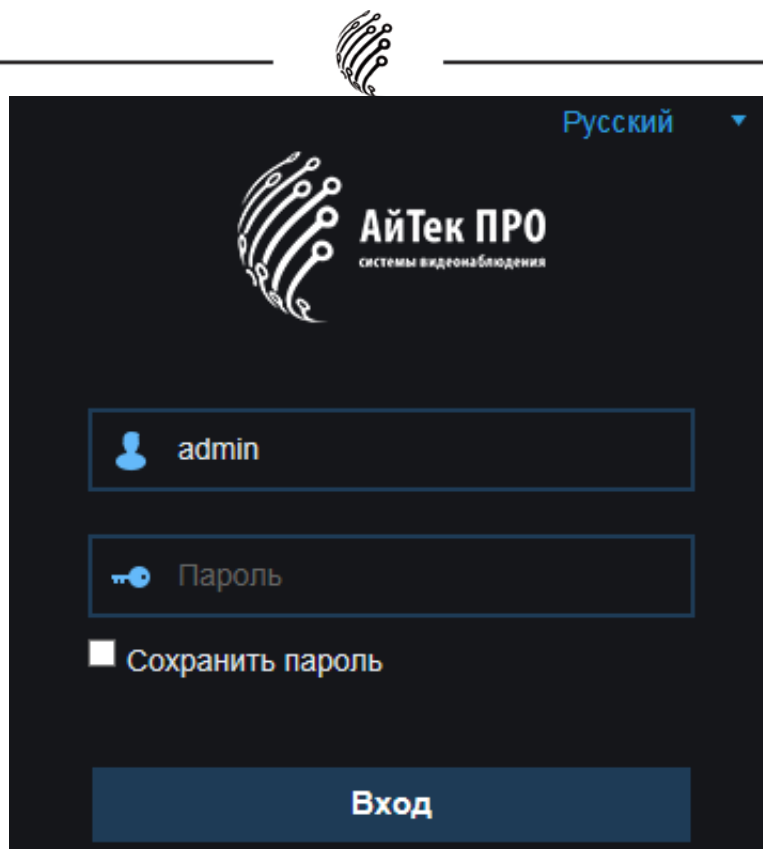 Русский
АйТек ПРО
системы видеонаблюдения
admin
Пароль
Сохранить пароль
Вход